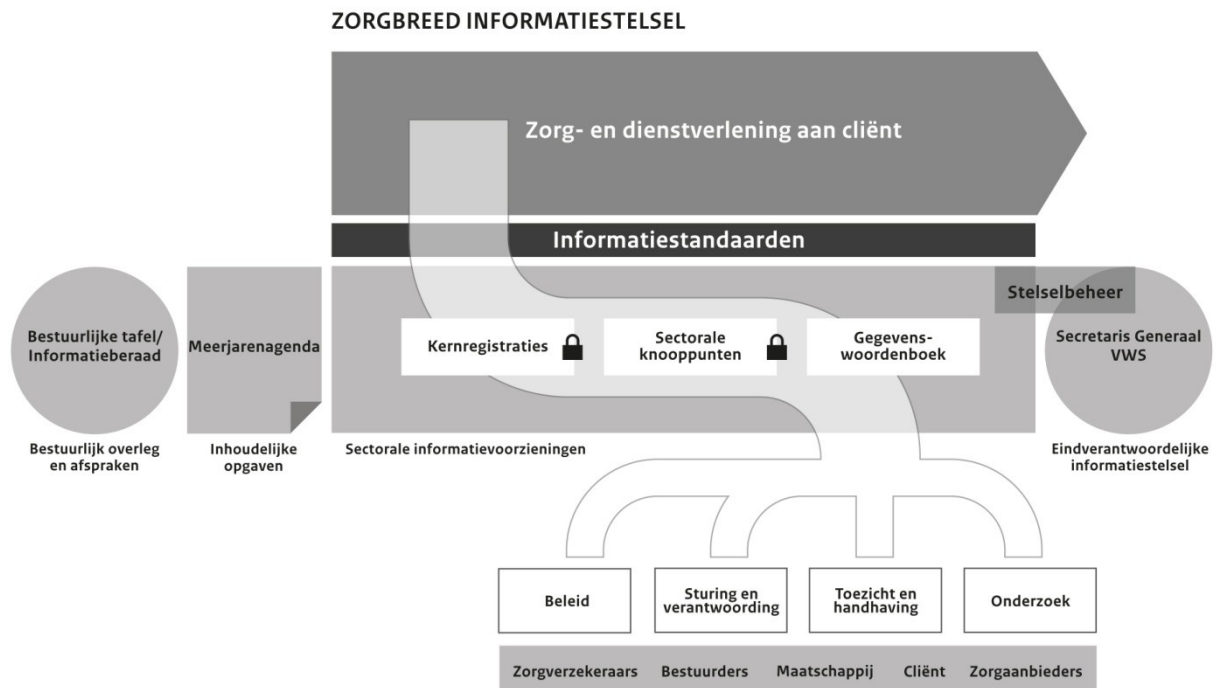 ZORGBREED INFORMATIESTELSEL
Zorg- en dienstverlening aan cliënt
Informatiestandaarden
Bestuurlijke tafel/
Informatieberaad
Meerjarenagenda
Kernregistraties
Sectorale
knooppunten
Gegevens-
woordenboek
Stelselbeheer
Secretaris Generaal
VWS
Bestuurlijk overleg
en afspraken
Inhoudelijke
opgaven
Sectorale informatievoorzieningen
Eindverantwoordelijke
informatiestelsel
Beleid
Sturing en
verantwoording
Toezicht en
handhaving
Onderzoek
Zorgverzekeraars Bestuurders Maatschappij Cliënt Zorgaanbieders